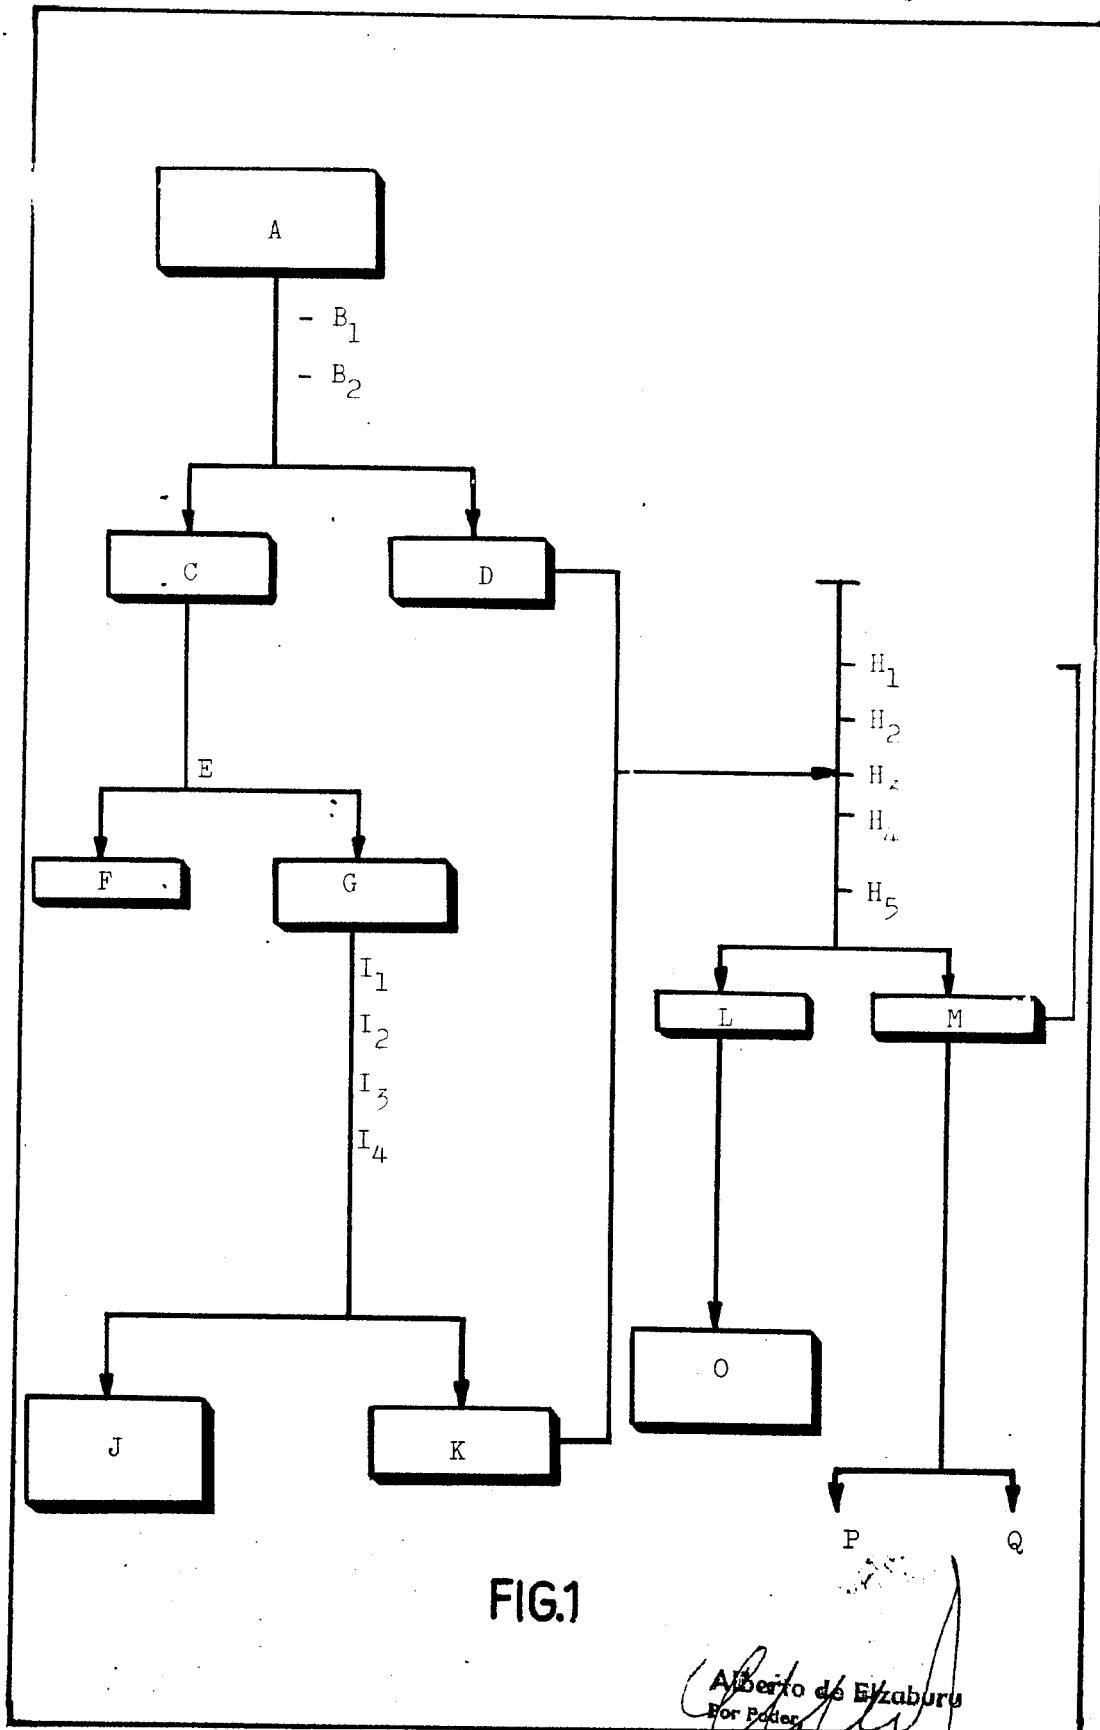 A
- B1
- B2
C
D
E
F
G
H1
H2
H3
H4
H5
I1
I2
I3
I4
L
M
O
J
K
P
Q
FIG.1
Alberto de Elzaburu
Por Poder